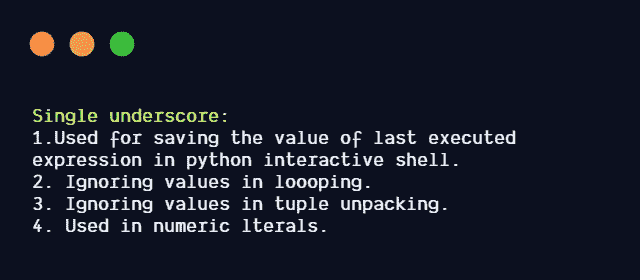 Single underscore:
1.Used for saving the value of last executed
expression in python interactive shell.
2. Ignoring values in loooping.
3. Ignoring values in tuple unpacking.
4. Used in numeric lterals.